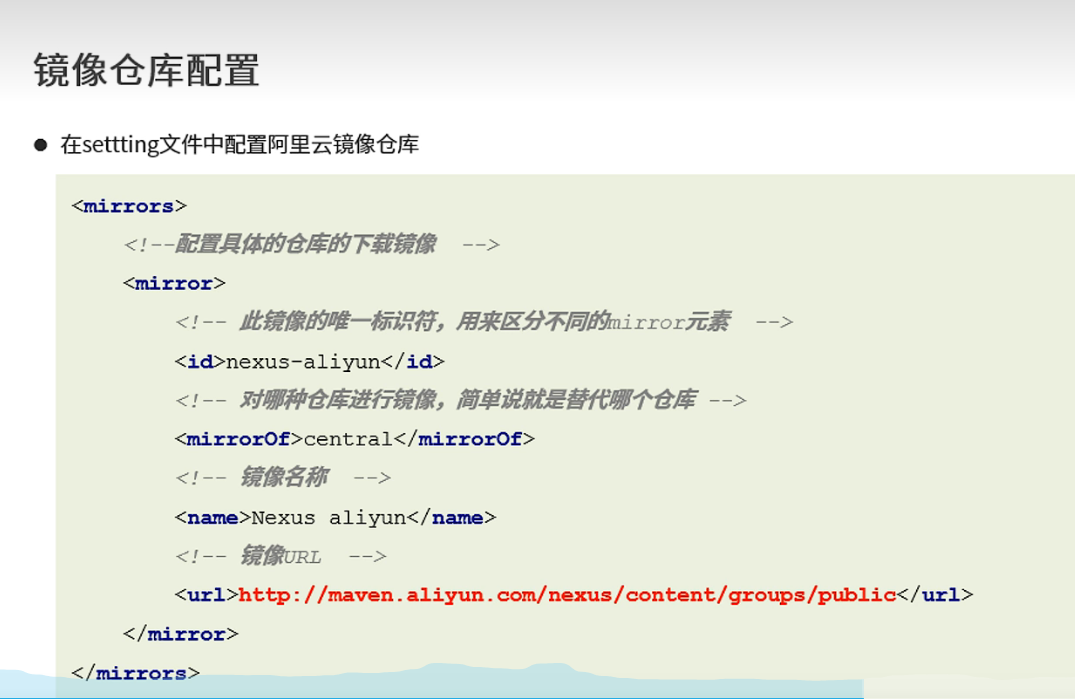 镜像仓库配置
● 在settting文件中配置阿里云镜像仓库
<mirrors>
<!--配置具体的仓库的下载镜像 -->
<mirror>
<!-- 此镜像的唯一标识符，用来区分不同的mirror元素 -->
<id>nexus-aliyun</id>
<!-- 对哪种仓库进行镜像，简单说就是替代哪个仓库 -->
<mirrorOf>central</mirrorOf>
<!-- 镜像名称 -->
<name>Nexus aliyun</name>
<!-- 镜像URL -->
<url>http://maven.aliyun.com/nexus/content/groups/public</url>
</mirror>
</mirrors>